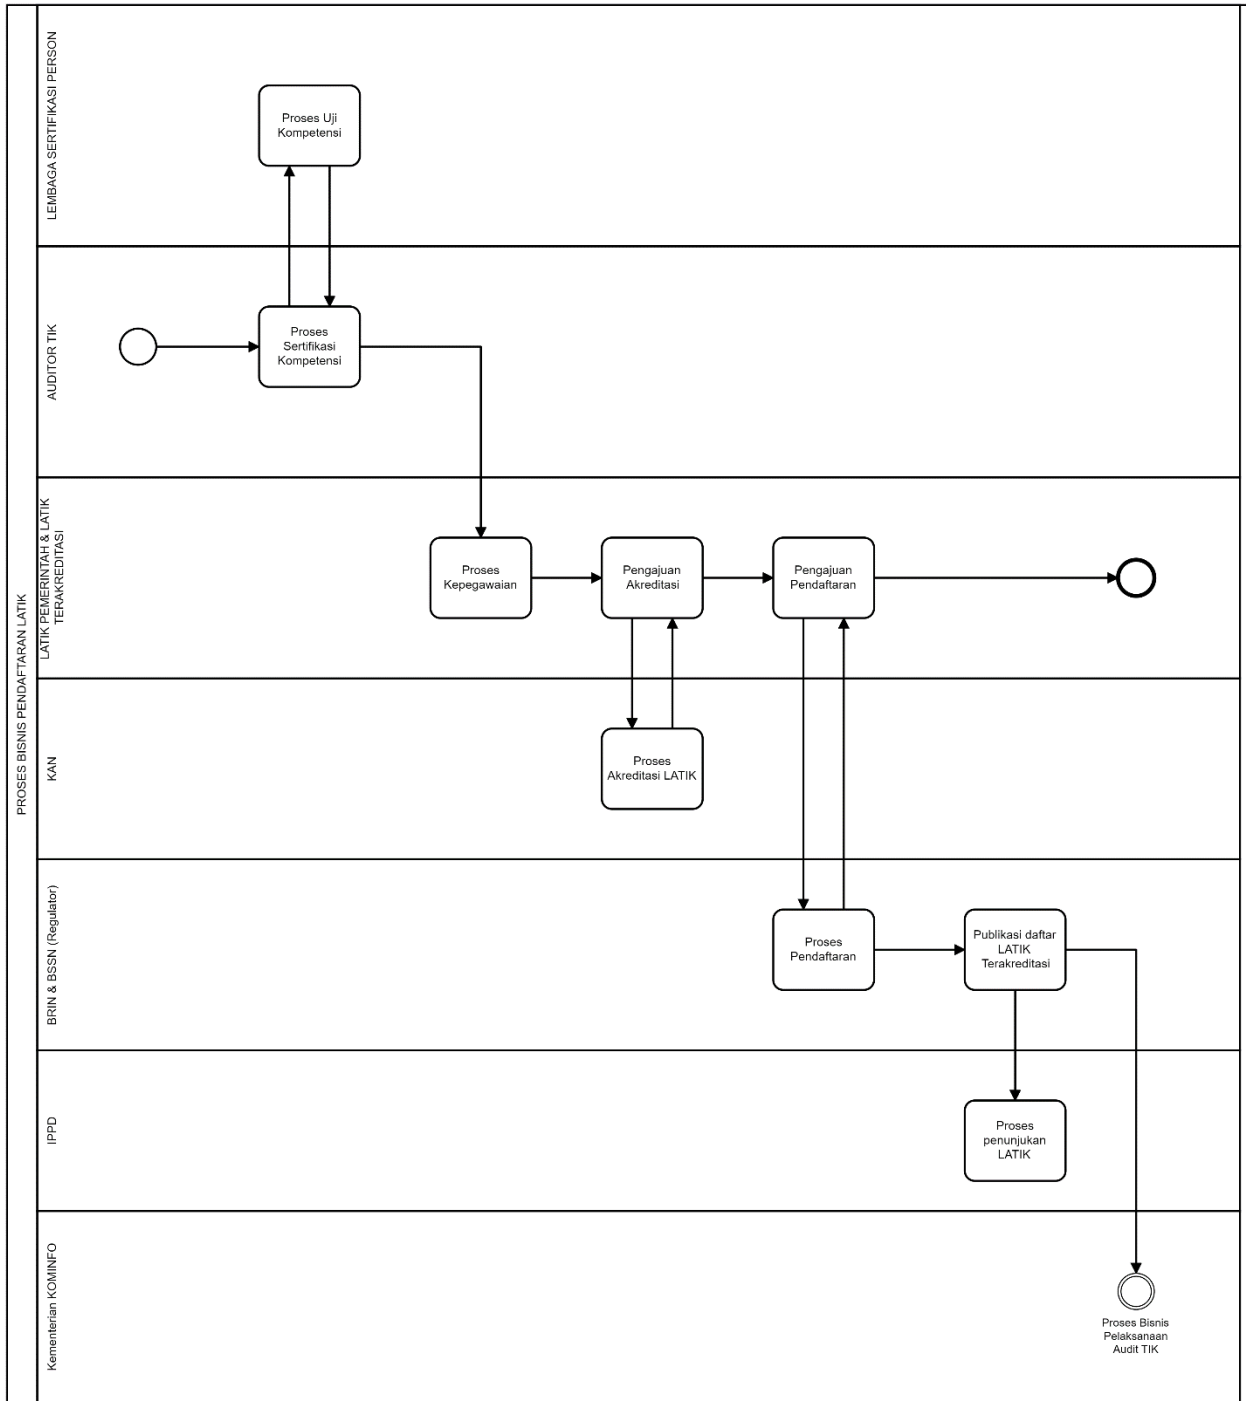 PROSES BISNIS PENDAFTARAN LATIK
LEMBAGA SERTIFIKASI PERSON
Proses Uji
Kompetensi
AUDITOR TIK
Proses
Sertifikasi
Kompetensi
LATIK PEMERINTAH & LATIK
TERAKREDITASI
Proses
Kepegawaian
Pengajuan
Akreditasi
Pengajuan
Pendaftaran
KAN
Proses
Akreditasi LATIK
BRIN & BSSN (Regulator)
Proses
Pendaftaran
Publikasi daftar
LATIK
Terakreditasi
IPPD
Proses
penunjukan
LATIK
Kementerian KOMINFO
Proses Bisnis
Pelaksanaan
Audit TIK